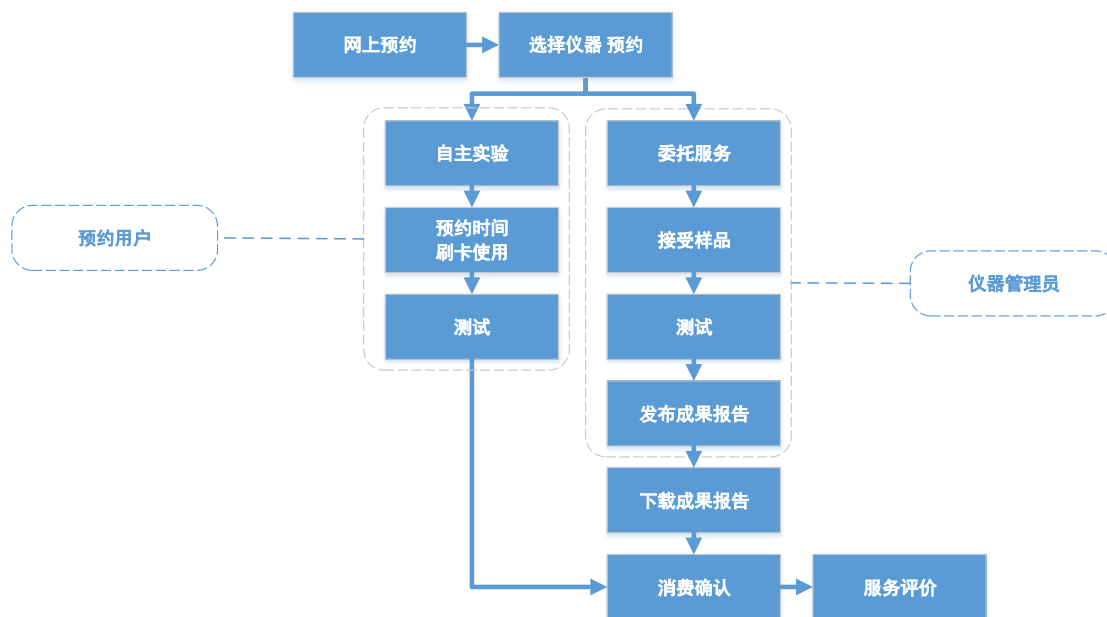 网上预约
选择仪器 预约
自主实验
委托服务
预约时间
刷卡使用
接受样品
预约用户
仪器管理员
测试
测试
发布成果报告
下载成果报告
消费确认
服务评价